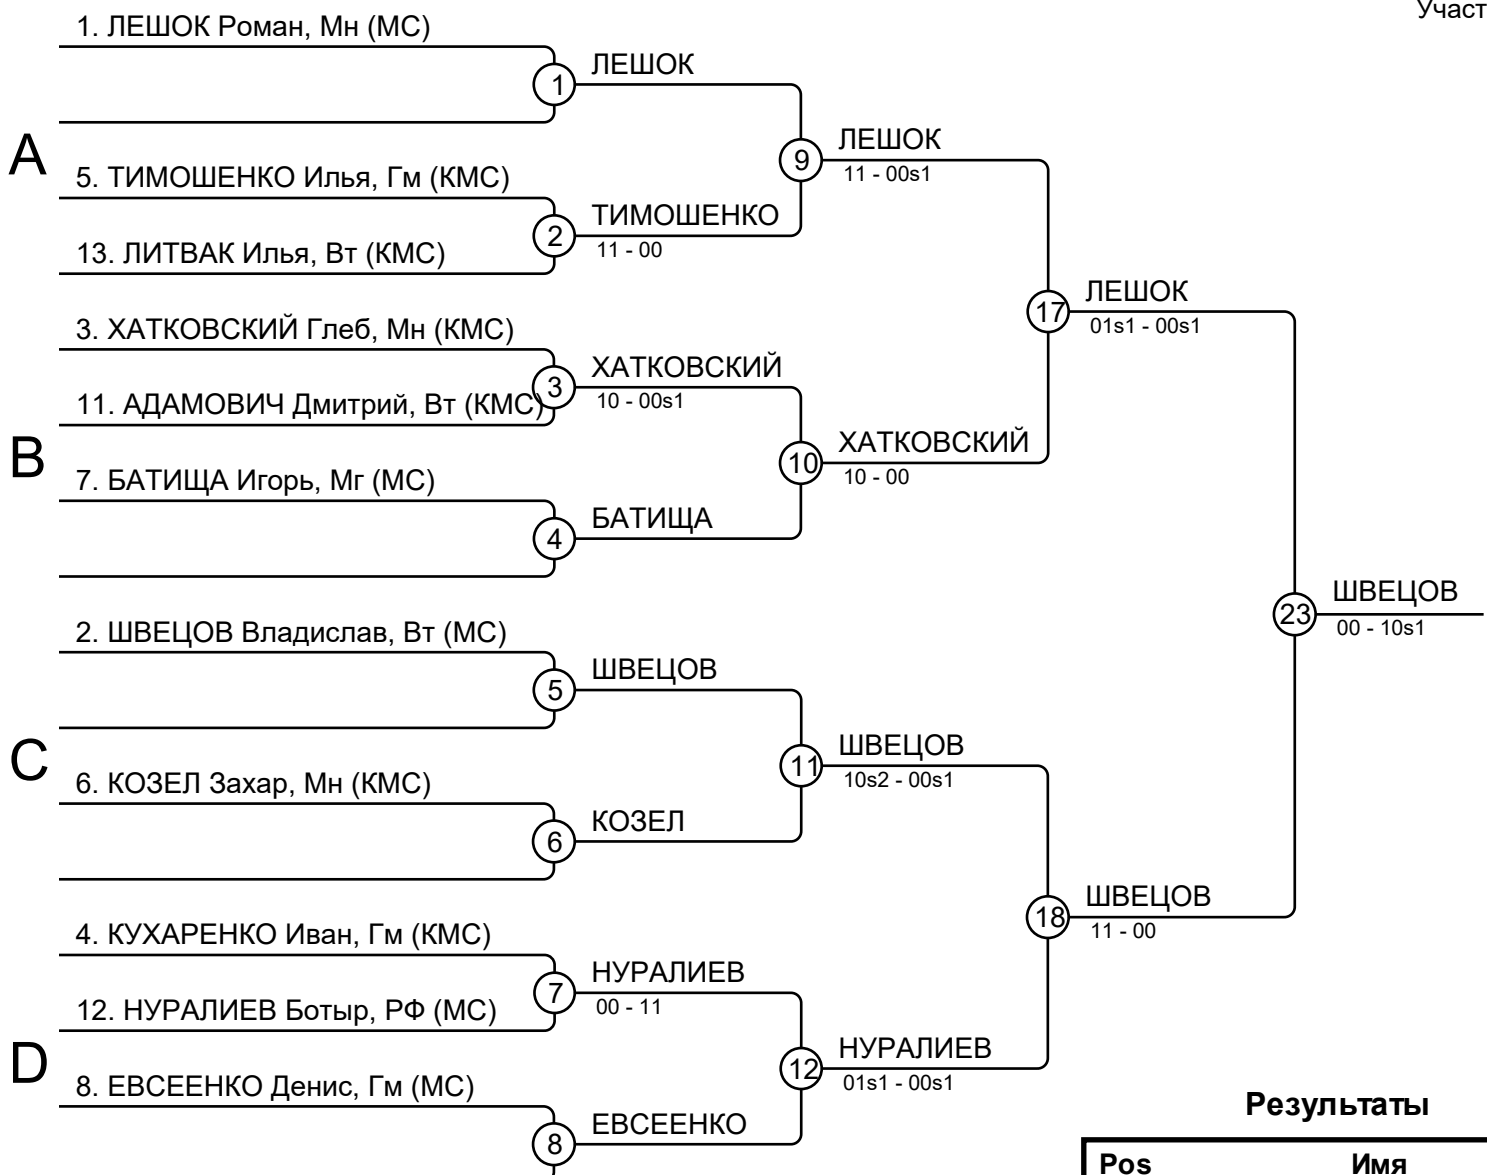 Участ
1. ЛЕШОК Роман, Мн (МС)
1
ЛЕШОК
A
9
ЛЕШОК
11 - 00s1
5. ТИМОШЕНКО Илья, Гм (КМС)
2
ТИМОШЕНКО
11 - 00
13. ЛИТВАК Илья, Вт (КМС)
17
ЛЕШОК
01s1 - 00s1
3. ХАТКОВСКИЙ Глеб, Мн (КМС)
3
ХАТКОВСКИЙ
10 - 00s1
11. АДАМОВИЧ Дмитрий, Вт (КМС)
B
10
ХАТКОВСКИЙ
10 - 00
7. БАТИЩА Игорь, Мг (МС)
4
БАТИЩА
23
ШВЕЦОВ
00 - 10s1
2. ШВЕЦОВ Владислав, Вт (МС)
5
ШВЕЦОВ
C
11
ШВЕЦОВ
10s2 - 00s1
6. КОЗЕЛ Захар, Мн (КМС)
6
КОЗЕЛ
18
ШВЕЦОВ
11 - 00
4. КУХАРЕНКО Иван, Гм (КМС)
7
НУРАЛИЕВ
00 - 11
12. НУРАЛИЕВ Ботыр, РФ (МС)
D
12
НУРАЛИЕВ
01s1 - 00s1
8. ЕВСЕЕНКО Денис, Гм (МС)
8
ЕВСЕЕНКО
Результаты
Pos Имя